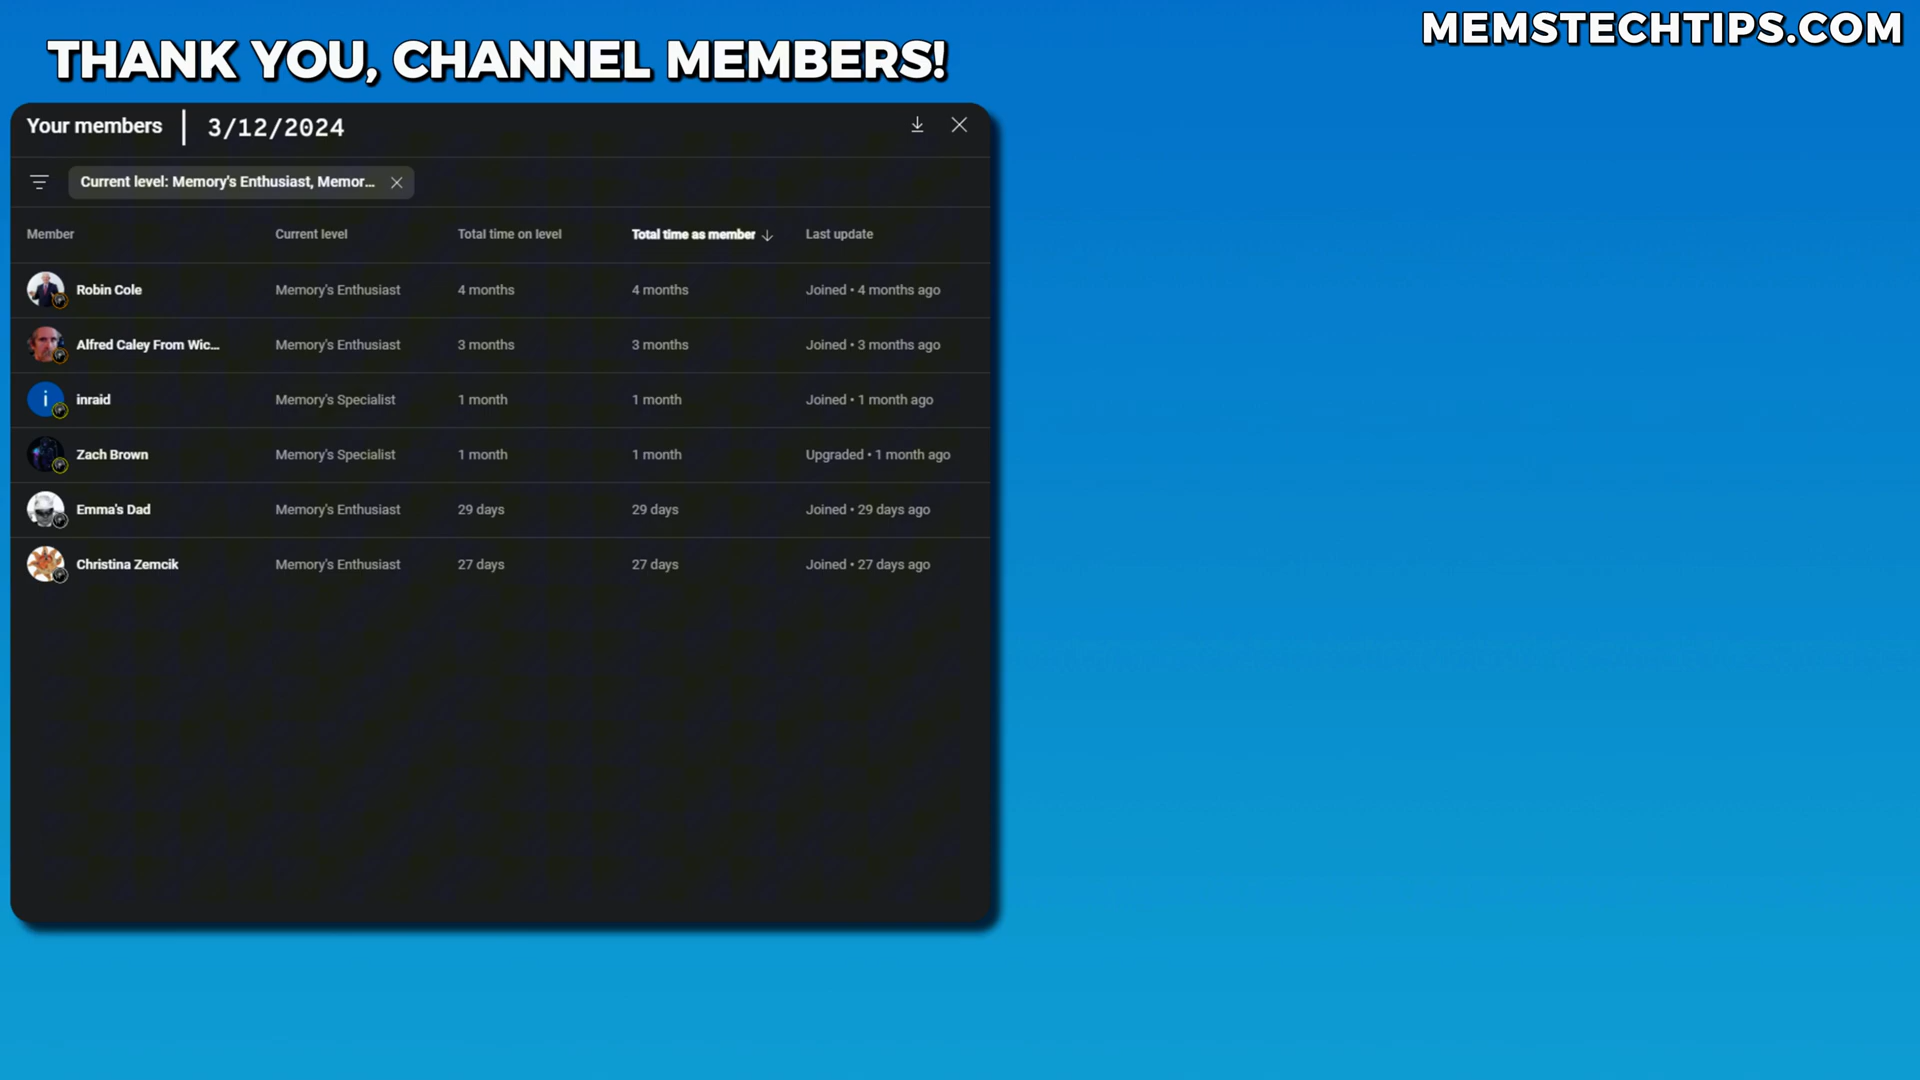 MEMSTECHTIPS.COM
THANK YOU, CHANNEL MEMBERS!
Your members | 3/12/2024
Current level: Memory's Enthusiast, Memor...
Member Current level Total time on level Total time as member Last update
Robin Cole Memory's Enthusiast 4 months 4 months Joined • 4 months ago
Alfred Caley From Wic... Memory's Enthusiast 3 months 3 months Joined • 3 months ago
i inraid Memory's Specialist 1 month 1 month Joined • 1 month ago
Zach Brown Memory's Specialist 1 month 1 month Upgraded • 1 month ago
Emma's Dad Memory's Enthusiast 29 days 29 days Joined • 29 days ago
Christina Zemcik Memory's Enthusiast 27 days 27 days Joined • 27 days ago